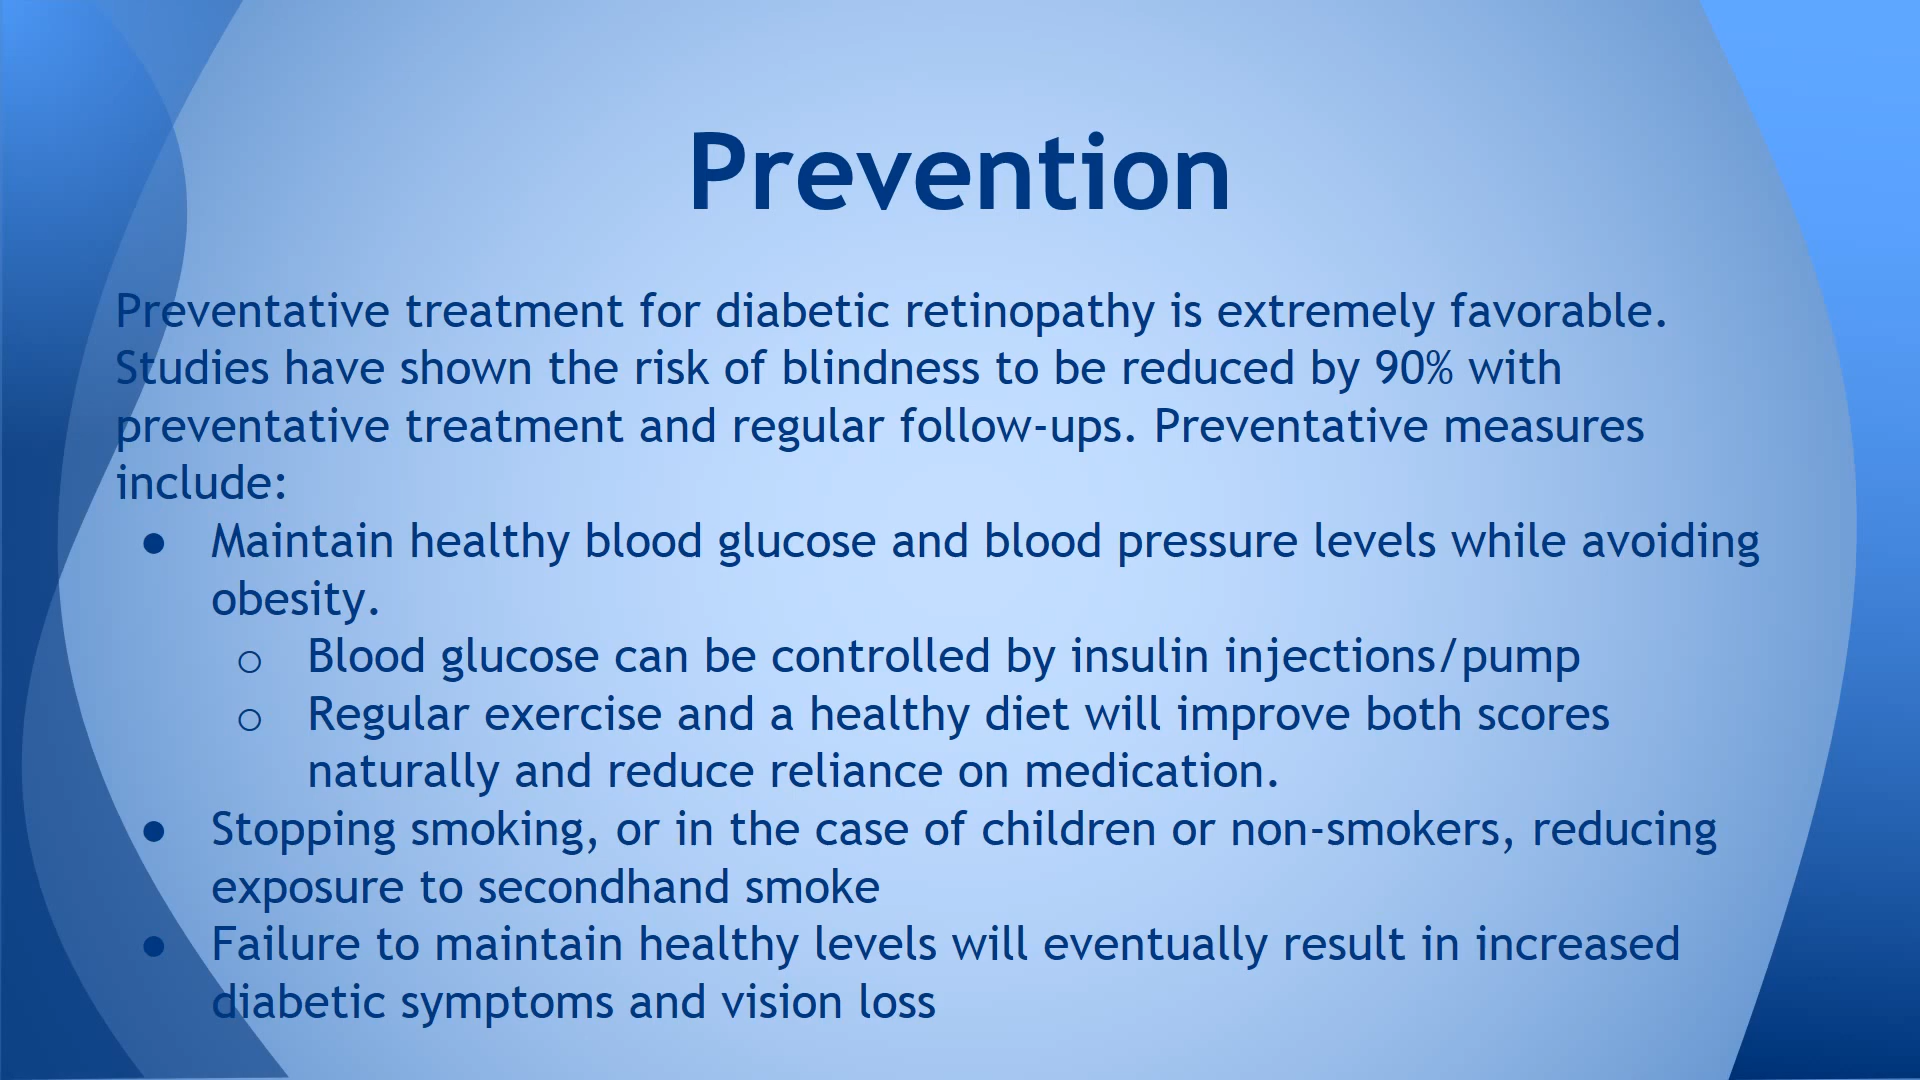 Prevention
Preventative treatment for diabetic retinopathy is extremely favorable.
Studies have shown the risk of blindness to be reduced by 90% with
preventative treatment and regular follow-ups. Preventative measures
include:
● Maintain healthy blood glucose and blood pressure levels while avoiding
obesity.
○ Blood glucose can be controlled by insulin injections/pump
○ Regular exercise and a healthy diet will improve both scores
naturally and reduce reliance on medication.
● Stopping smoking, or in the case of children or non-smokers, reducing
exposure to secondhand smoke
● Failure to maintain healthy levels will eventually result in increased
diabetic symptoms and vision loss